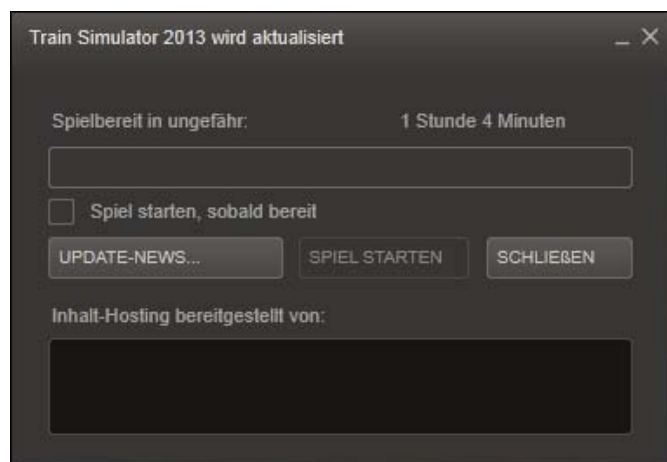 Train Simulator 2013 wird aktualisiert
Spielbereit in ungefähr: 1 Stunde 4 Minuten
Spiel starten, sobald bereit
UPDATE-NEWS... SPIEL STARTEN SCHLIEßEN
Inhalt-Hosting bereitgestellt von: